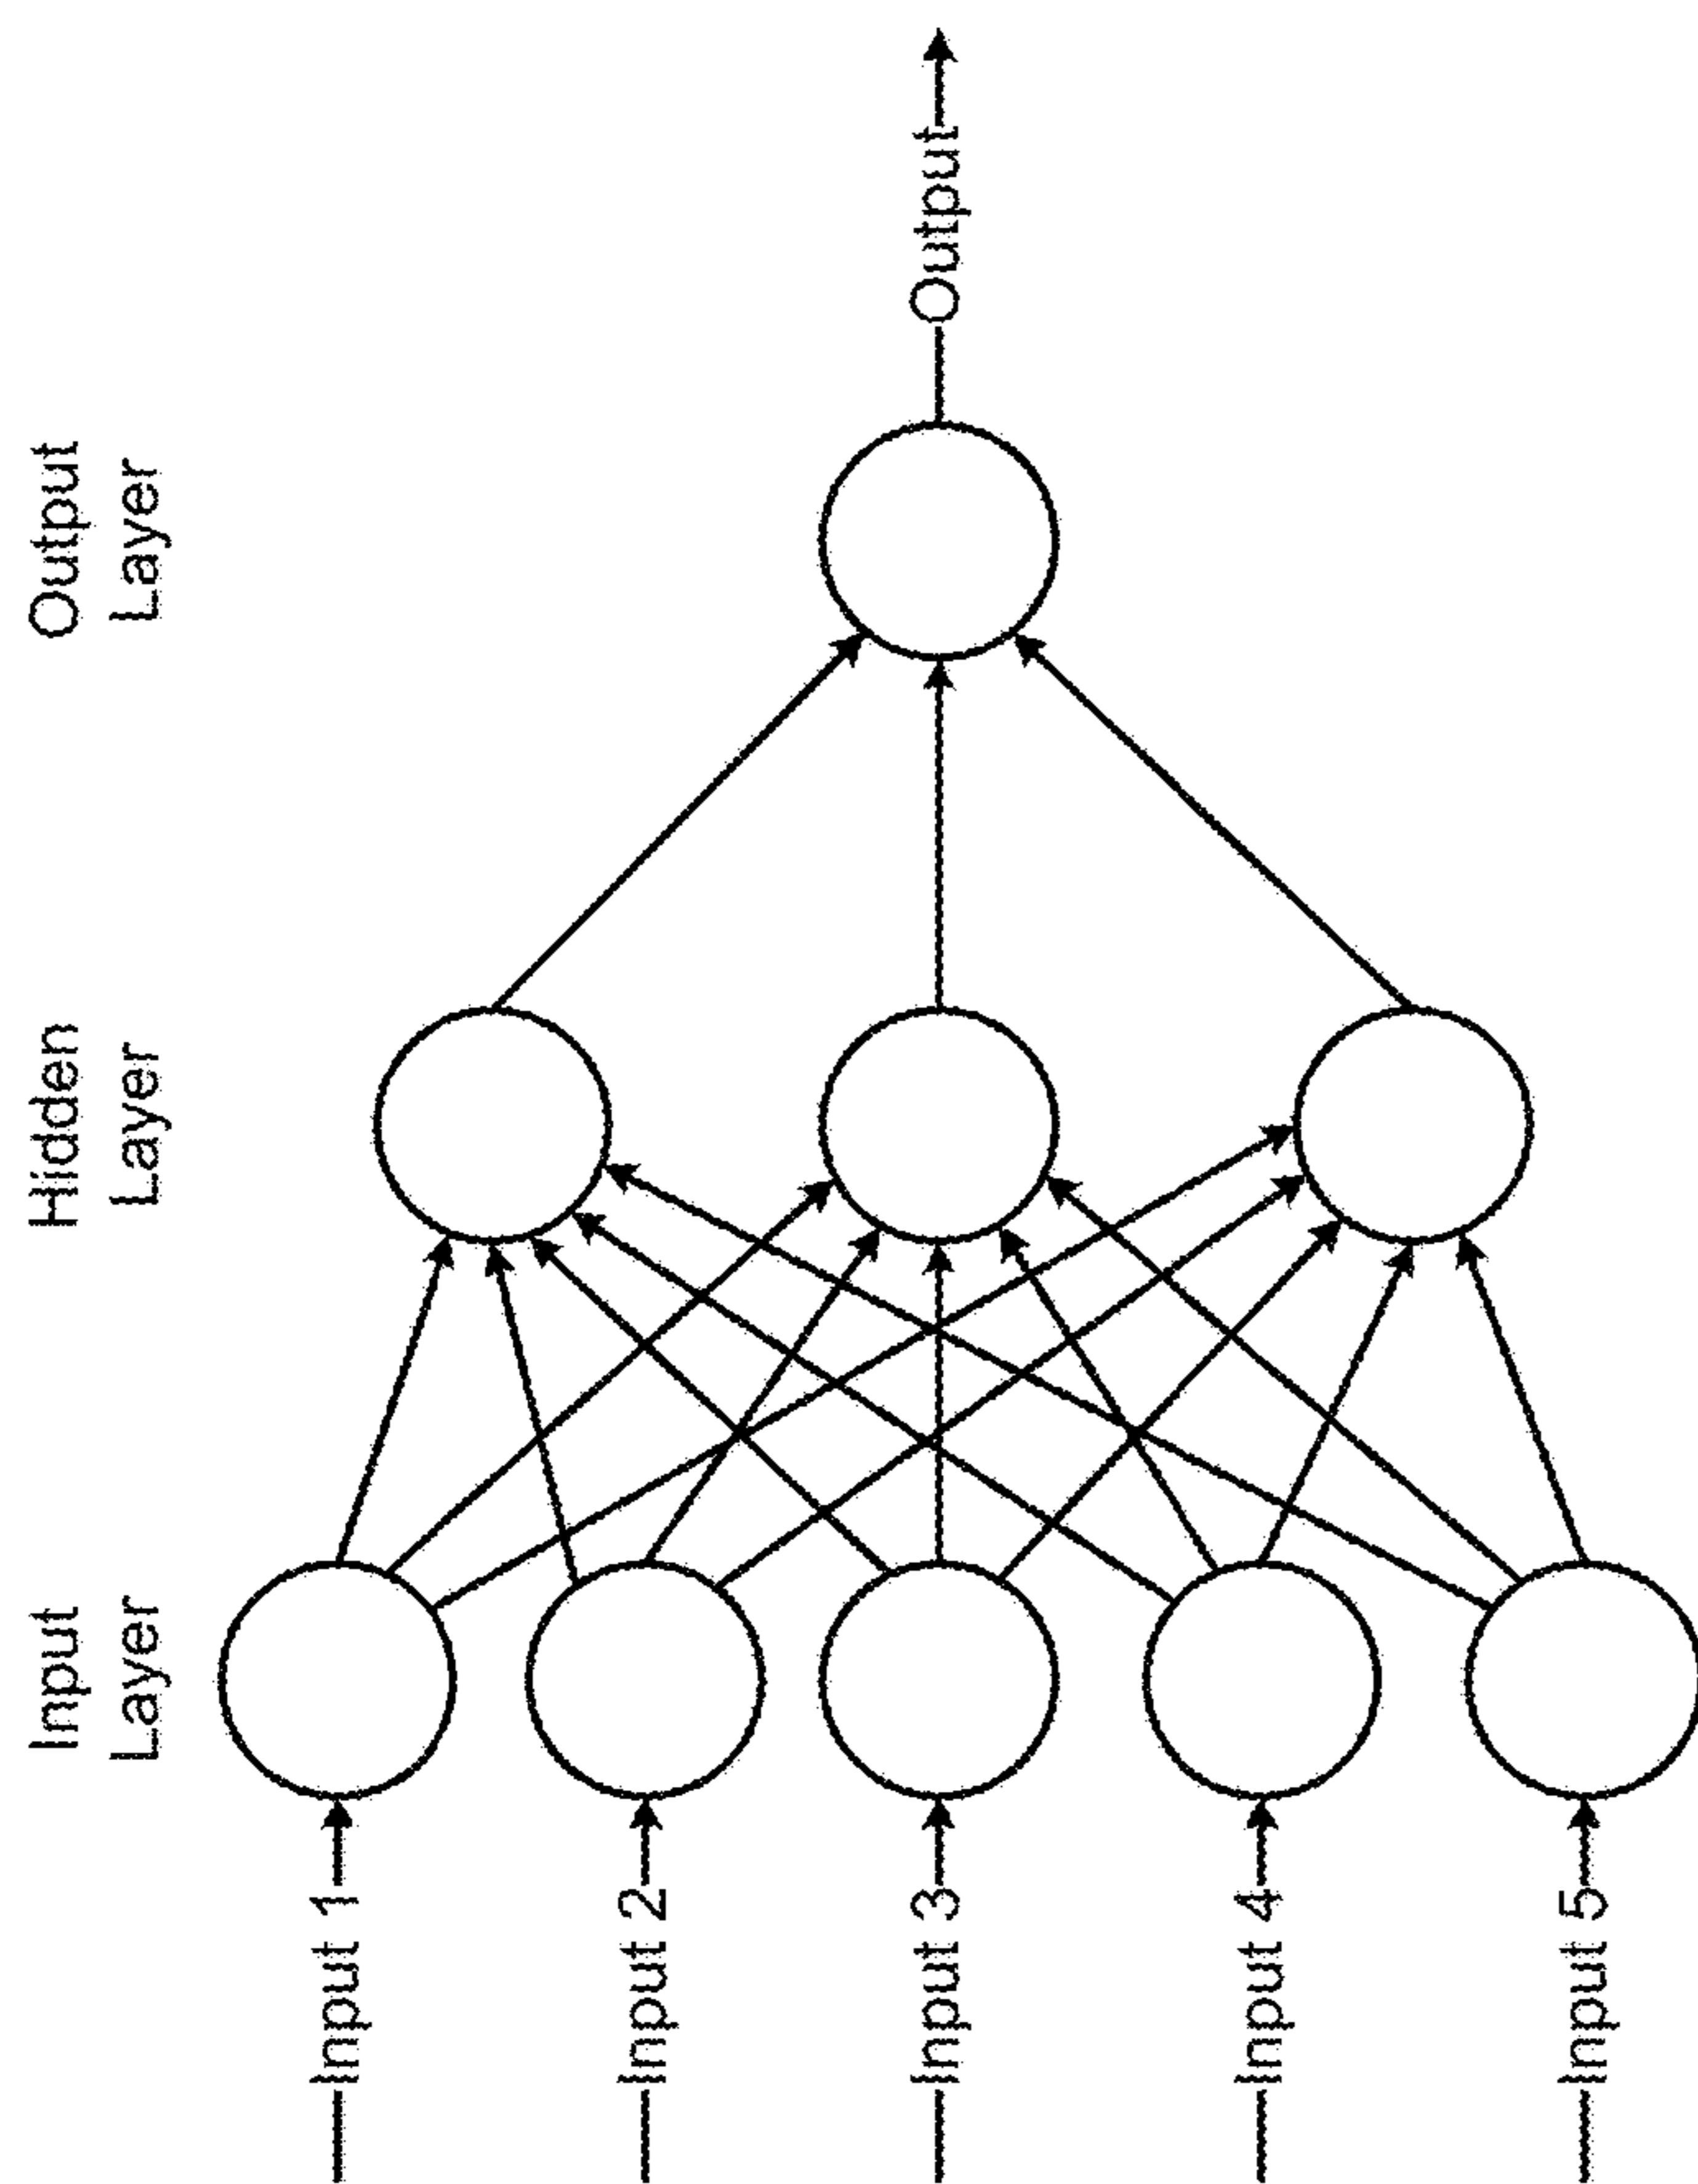 Input
Layer
Hidden
Layer
Output
Layer
Input 1
Input 2
Input 3
Input 4
Input 5
Output